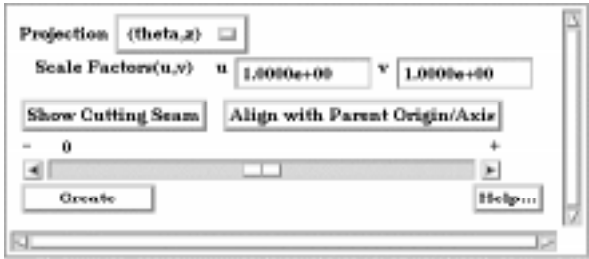 Projection (theta,z)
Scale Factors(u,v) u 1.0000e+00 v 1.0000e+00
Show Cutting Seam Align with Parent Origin/Axis
- 0 +
Create Help...